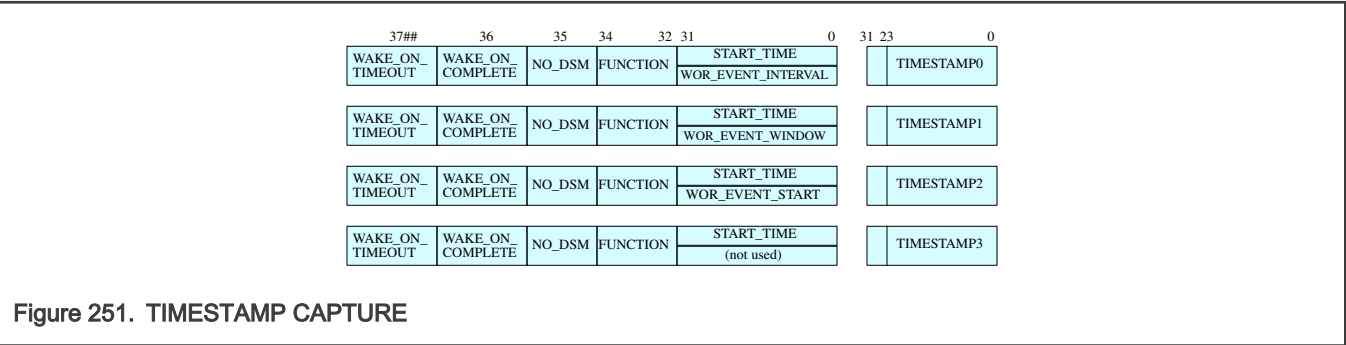 37## 36 35 34 32 31 0 31 23 0
WAKE_ON_ WAKE_ON_ NO_DSM FUNCTION START_TIME TIMESTAMP0
TIMEOUT COMPLETE WOR_EVENT_INTERVAL
WAKE_ON_ WAKE_ON_ NO_DSM FUNCTION START_TIME TIMESTAMP1
TIMEOUT COMPLETE WOR_EVENT_WINDOW
WAKE_ON_ WAKE_ON_ NO_DSM FUNCTION START_TIME TIMESTAMP2
TIMEOUT COMPLETE WOR_EVENT_START
WAKE_ON_ WAKE_ON_ NO_DSM FUNCTION START_TIME TIMESTAMP3
TIMEOUT COMPLETE (not used)
Figure 251. TIMESTAMP CAPTURE